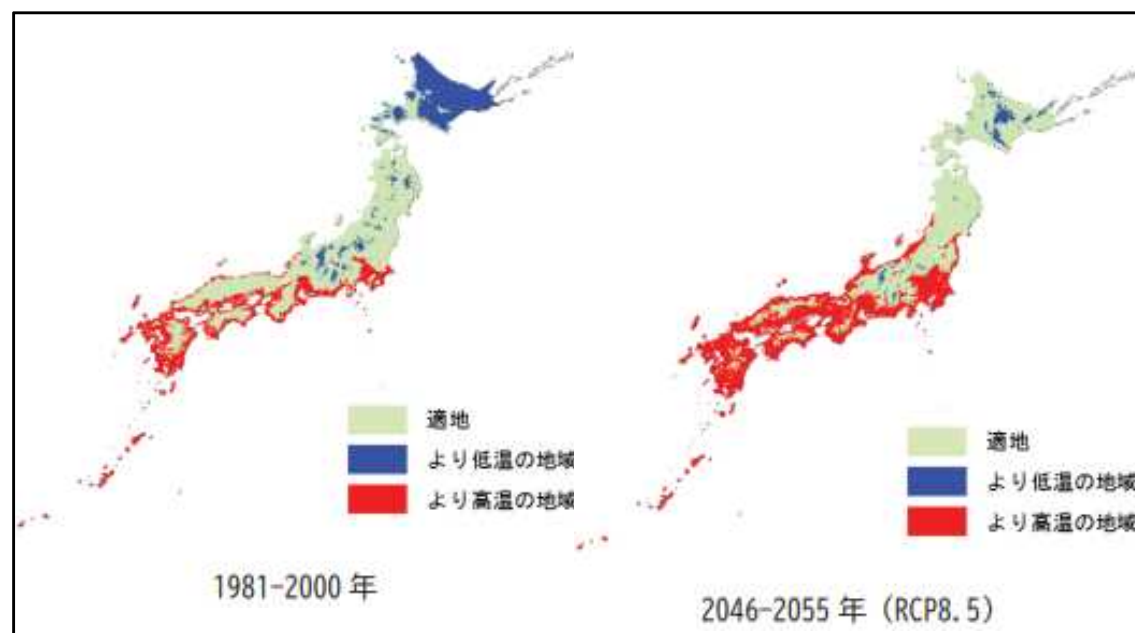 適地
より低温の地域
より高温の地域
1981-2000 年
適地
より低温の地域
より高温の地域
2046-2055 年 (RCP8.5)